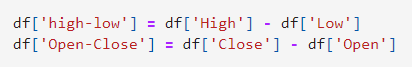 df['high-low'] = df['High'] - df['Low']
df['Open-Close'] = df['Close'] - df['Open']